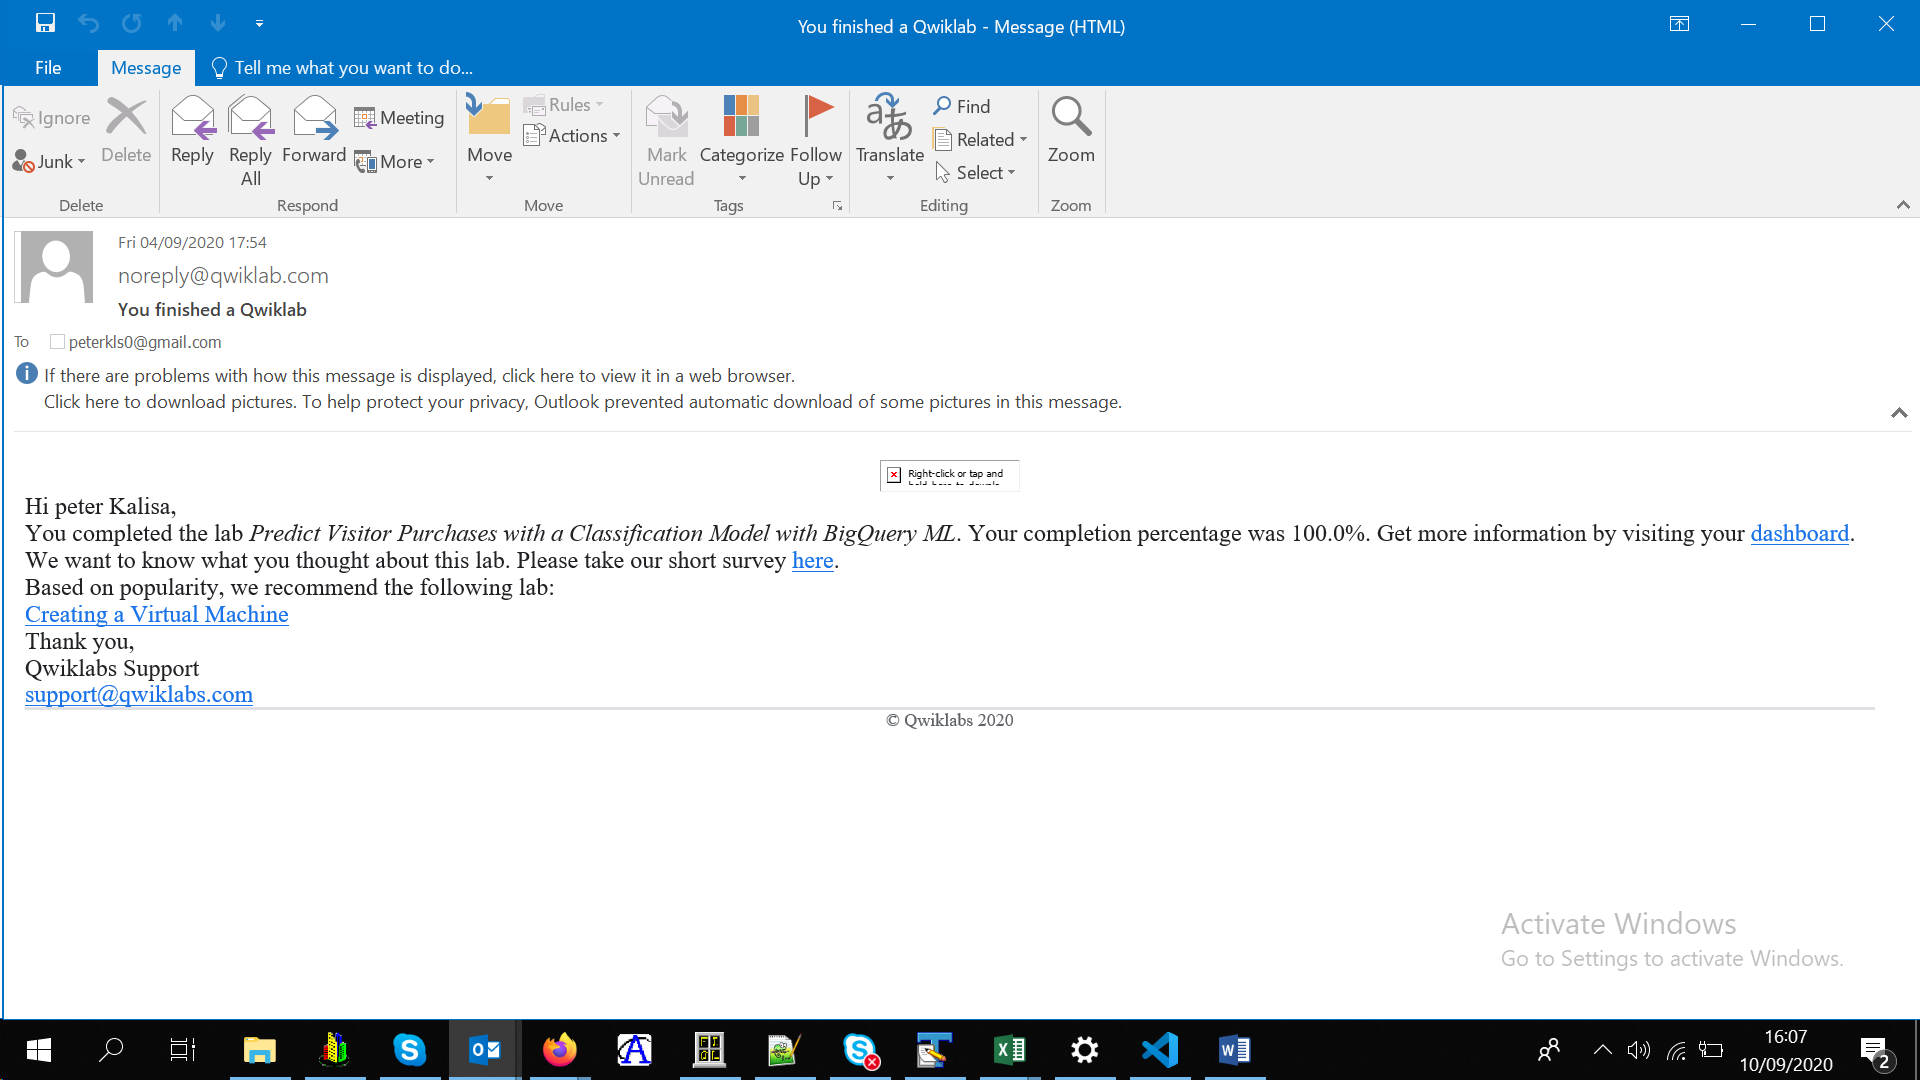 You finished a Qwiklab - Message (HTML)
File Message Tell me what you want to do...
Ignore Delete Reply Reply All Forward Meeting Move Rules Actions Mark Unread Categorize Follow Up Translate Find Related Select Zoom
Junk More
Delete Respond Move Tags Editing Zoom
Fri 04/09/2020 17:54
noreply@qwiklab.com
You finished a Qwiklab
To peterkls0@gmail.com
If there are problems with how this message is displayed, click here to view it in a web browser.
Click here to download pictures. To help protect your privacy, Outlook prevented automatic download of some pictures in this message.
Right-click or tap and
Hi peter Kalisa,
You completed the lab Predict Visitor Purchases with a Classification Model with BigQuery ML. Your completion percentage was 100.0%. Get more information by visiting your dashboard.
We want to know what you thought about this lab. Please take our short survey here.
Based on popularity, we recommend the following lab:
Creating a Virtual Machine
Thank you,
Qwiklabs Support
support@qwiklabs.com
© Qwiklabs 2020
Activate Windows
Go to Settings to activate Windows.
16:07
10/09/2020
2